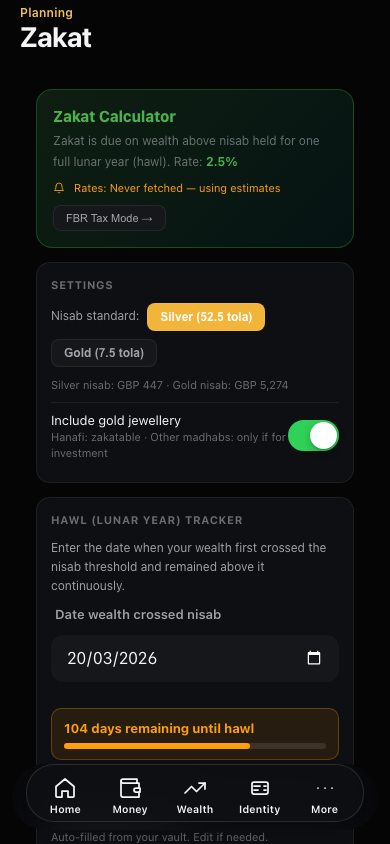 Planning
Zakat
Zakat Calculator
Zakat is due on wealth above nisab held for one
full lunar year (hawl). Rate: 2.5%
Rates: Never fetched — using estimates
FBR Tax Mode →
SETTINGS
Nisab standard: Silver (52.5 tola)
Gold (7.5 tola)
Silver nisab: GBP 447 · Gold nisab: GBP 5,274
Include gold jewellery
Hanafi: zakatable · Other madhabs: only if for
investment
HAWL (LUNAR YEAR) TRACKER
Enter the date when your wealth first crossed the
nisab threshold and remained above it
continuously.
Date wealth crossed nisab
20/03/2026
104 days remaining until hawl
Home Money Wealth Identity More
Auto-filled from your vault. Edit if needed.